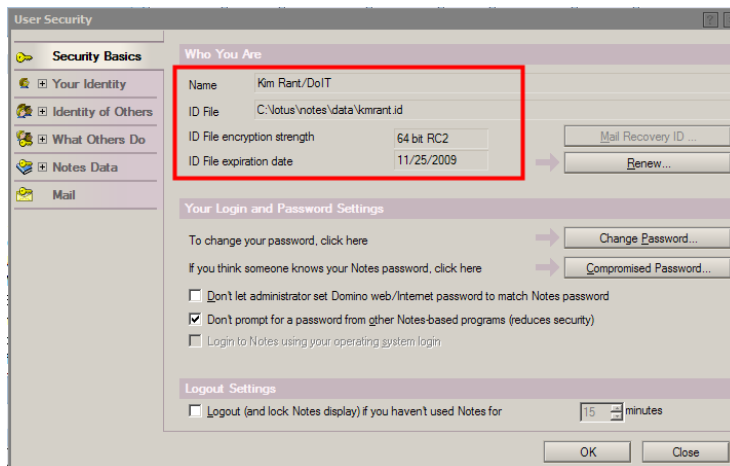 User Security
?
Security Basics
Your Identity
Identity of Others
What Others Do
Notes Data
Mail
Who You Are
Name Kim Rant/DoIT
ID File C:\lotus\notes\data\kmrant.id
ID File encryption strength 64 bit RC2
Mail Recovery ID ...
ID File expiration date 11/25/2009
Renew...
Your Login and Password Settings
To change your password, click here Change Password...
If you think someone knows your Notes password, click here Compromised Password...
Don't let administrator set Domino web/Internet password to match Notes password
Don't prompt for a password from other Notes-based programs (reduces security)
Login to Notes using your operating system login
Logout Settings
Logout (and lock Notes display) if you haven't used Notes for 15 minutes
OK Close